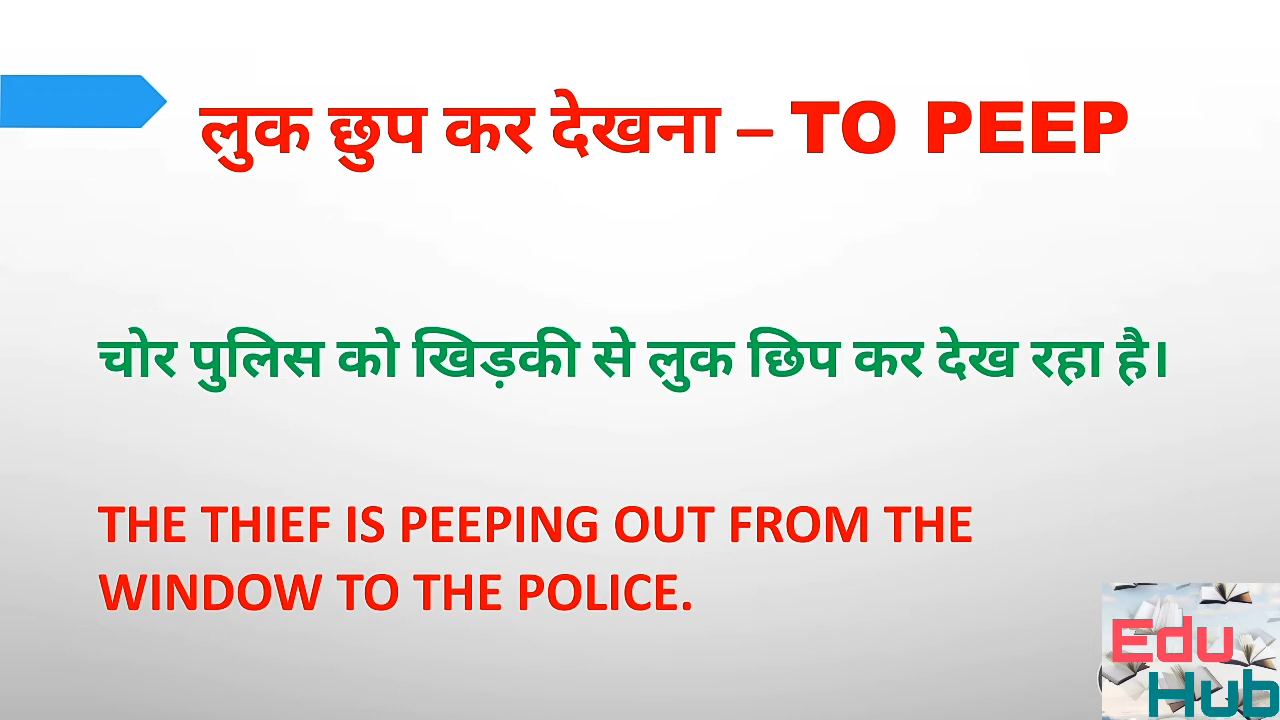 लुक छुप कर देखना – TO PEEP
चोर पुलिस को खिड़की से लुक छिप कर देख रहा है।
THE THIEF IS PEEPING OUT FROM THE
WINDOW TO THE POLICE.
Edu
Hub